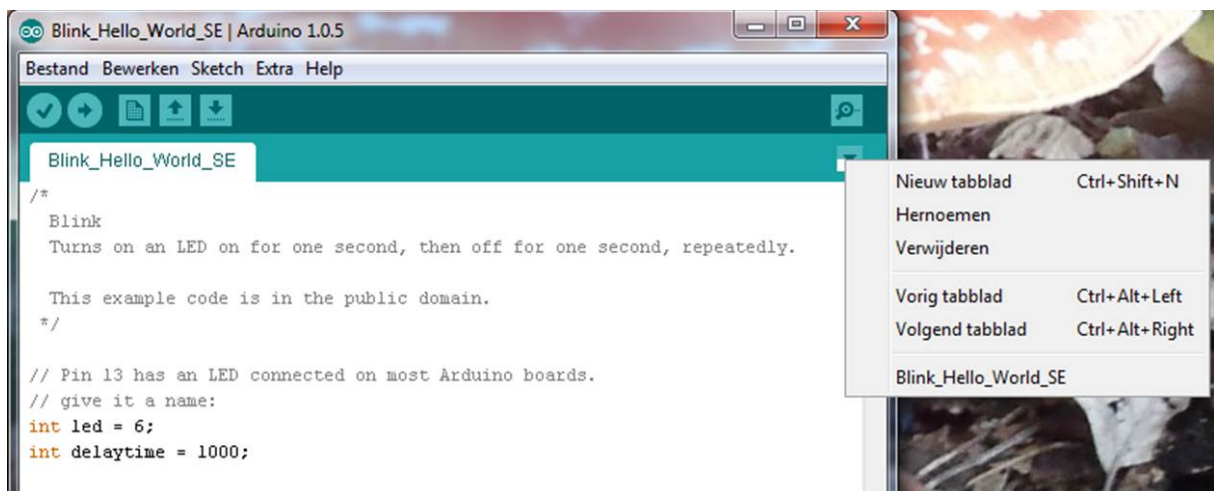 Blink_Hello_World_SE | Arduino 1.0.5
Bestand Bewerken Sketch Extra Help
Blink_Hello_World_SE
/*
Blink
Turns on an LED on for one second, then off for one second, repeatedly.
This example code is in the public domain.
*/
// Pin 13 has an LED connected on most Arduino boards.
// give it a name:
int led = 6;
int delaytime = 1000;
Nieuw tabblad Ctrl+Shift+N
Hernoemen
Verwijderen
Vorig tabblad Ctrl+Alt+Left
Volgend tabblad Ctrl+Alt+Right
Blink_Hello_World_SE